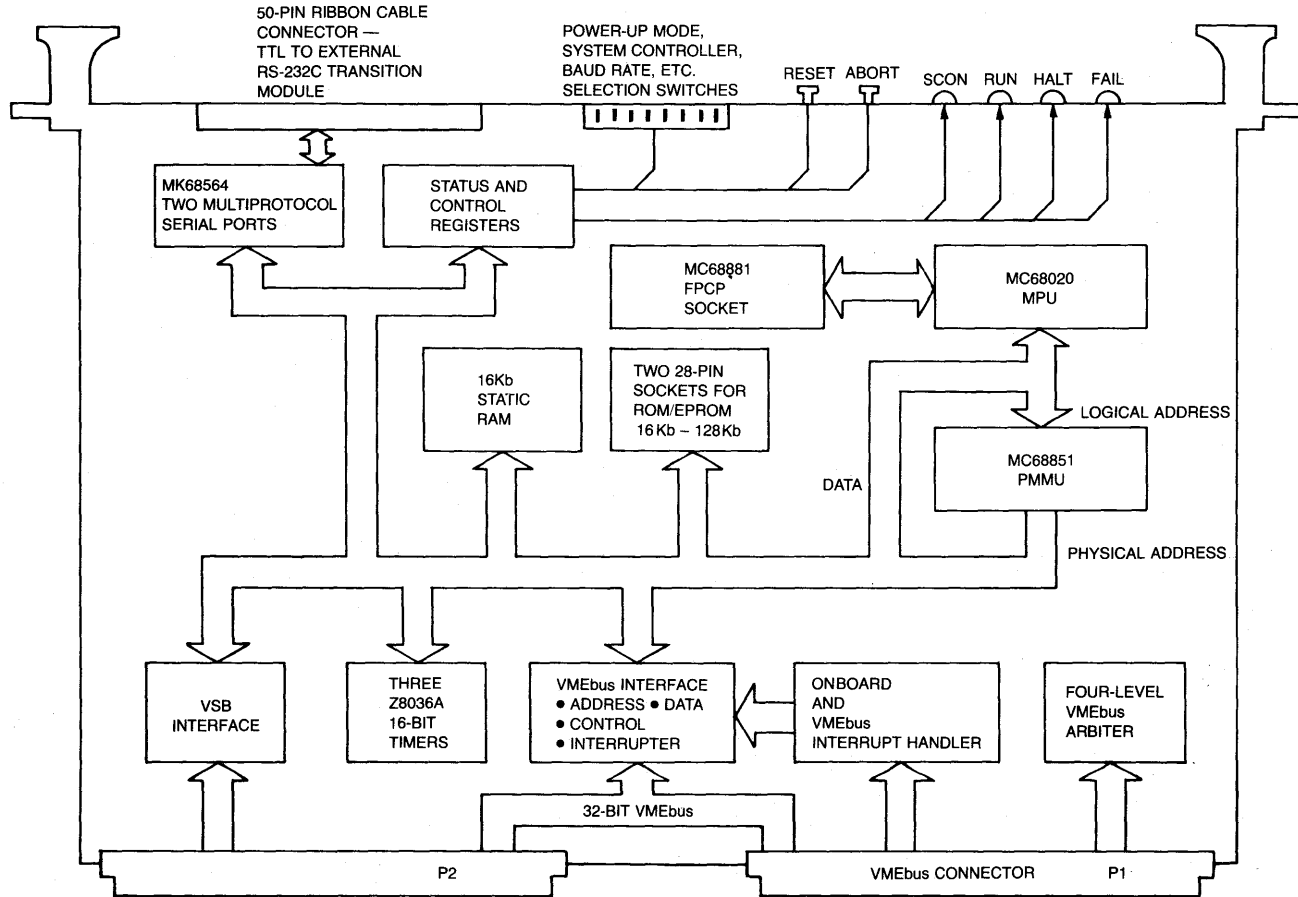 50-PIN RIBBON CABLE
CONNECTOR —
TTL TO EXTERNAL
RS-232C TRANSITION
MODULE
POWER-UP MODE,
SYSTEM CONTROLLER,
BAUD RATE, ETC.
SELECTION SWITCHES
RESET ABORT
SCON RUN HALT FAIL
MK68564
TWO MULTIPROTOCOL
SERIAL PORTS
STATUS AND
CONTROL
REGISTERS
MC68881
FPCP
SOCKET
MC68020
MPU
16Kb
STATIC
RAM
TWO 28-PIN
SOCKETS FOR
ROM/EPROM
16Kb – 128Kb
LOGICAL ADDRESS
MC68851
PMMU
DATA
PHYSICAL ADDRESS
VSB
INTERFACE
THREE
Z8036A
16-BIT
TIMERS
VMEbus INTERFACE
● ADDRESS ● DATA
● CONTROL
● INTERRUPTER
ONBOARD
AND
VMEbus
INTERRUPT HANDLER
FOUR-LEVEL
VMEbus
ARBITER
32-BIT VMEbus
P2
VMEbus CONNECTOR P1